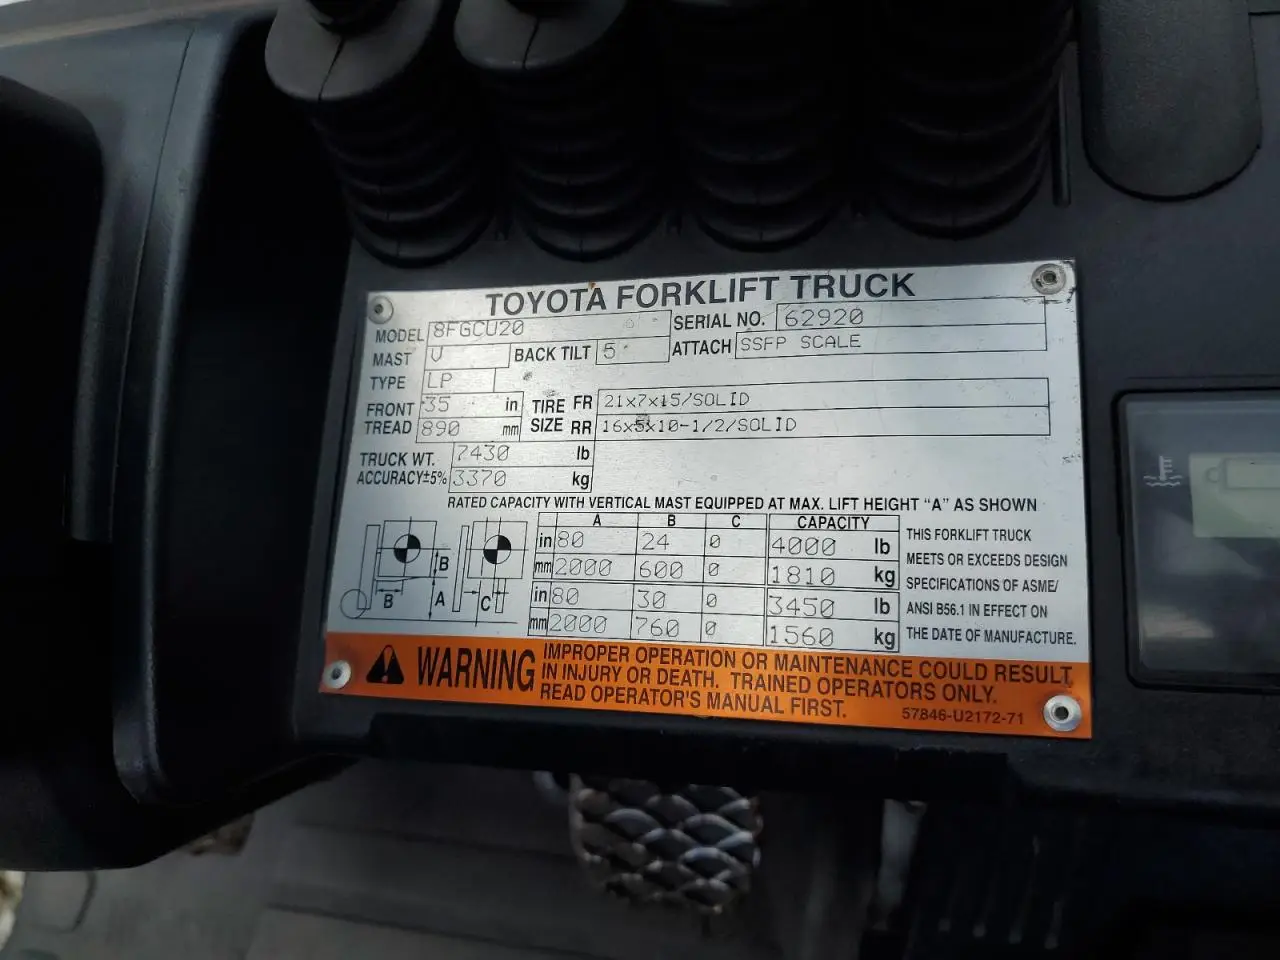 TOYOTA FORKLIFT TRUCK
MODEL 8FGCU20 SERIAL NO. 62920
MAST V BACK TILT 5° ATTACH SSFP SCALE
TYPE LP
FRONT TREAD 35 in TIRE SIZE FR 21x7x15/SOLID
890 mm RR 16x5x10-1/2/SOLID
TRUCK WT. 7430 lb
ACCURACY±5% 3370 kg
RATED CAPACITY WITH VERTICAL MAST EQUIPPED AT MAX. LIFT HEIGHT "A" AS SHOWN
A B C CAPACITY
in 80 24 0 4000 lb
mm 2000 600 0 1810 kg
in 80 30 0 3450 lb
mm 2000 760 0 1560 kg
B
B A C
THIS FORKLIFT TRUCK
MEETS OR EXCEEDS DESIGN
SPECIFICATIONS OF ASME/
ANSI B56.1 IN EFFECT ON
THE DATE OF MANUFACTURE.
WARNING
IMPROPER OPERATION OR MAINTENANCE COULD RESULT
IN INJURY OR DEATH. TRAINED OPERATORS ONLY.
READ OPERATOR'S MANUAL FIRST.
57846-U2172-71